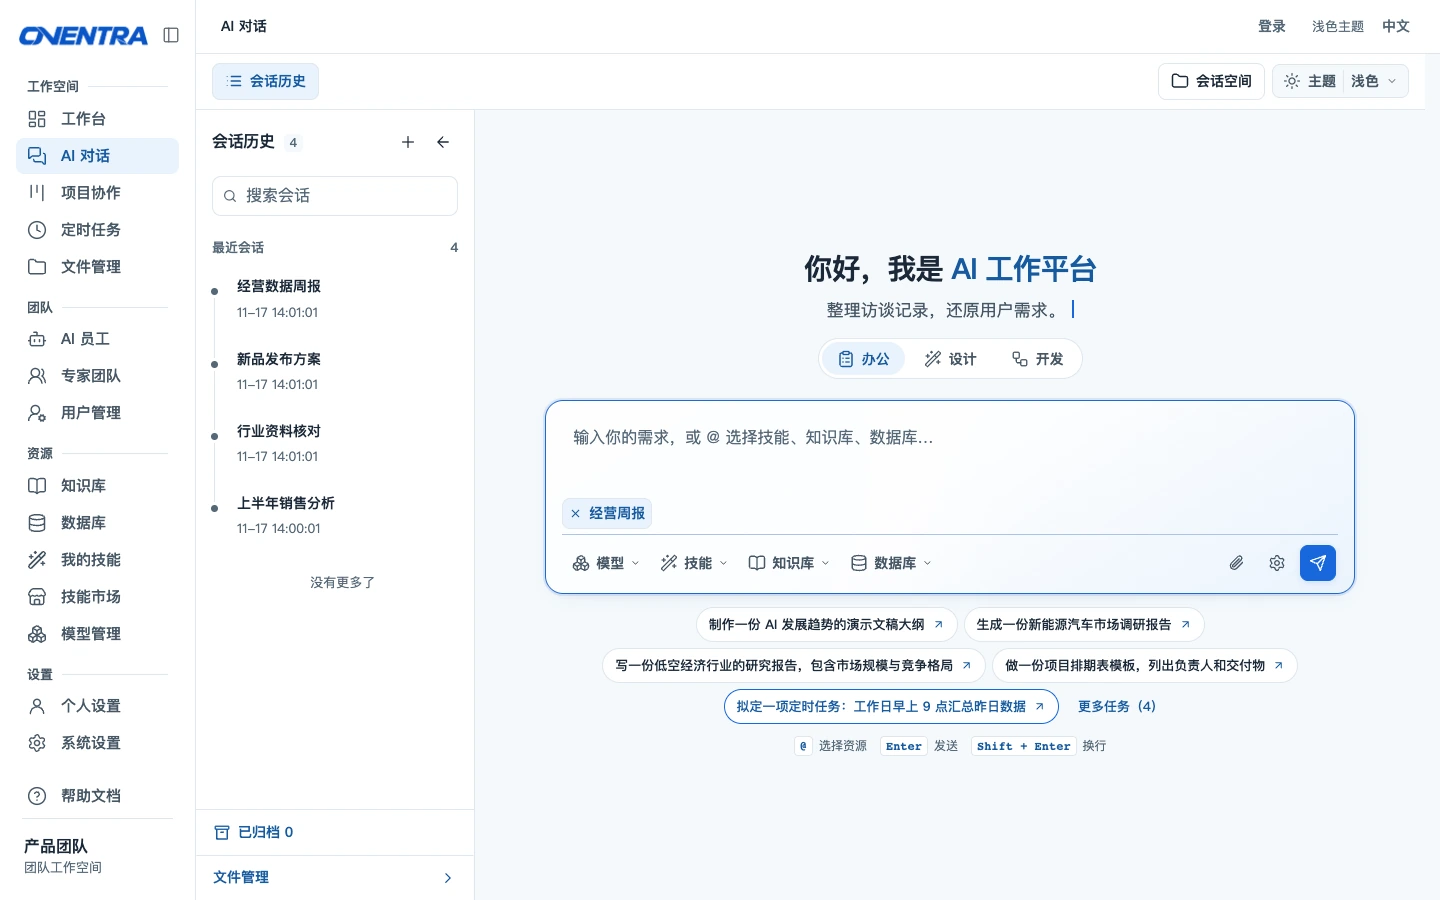 ONENTRA
AI 对话
登录
浅色主题
中文
工作空间
工作台
AI 对话
项目协作
定时任务
文件管理
团队
AI 员工
专家团队
用户管理
资源
知识库
数据库
我的技能
技能市场
模型管理
设置
个人设置
系统设置
帮助文档
产品团队
团队工作空间
会话历史
会话空间
主题 浅色
会话历史 4
搜索会话
最近会话 4
经营数据周报
11-17 14:01:01
新品发布方案
11-17 14:01:01
行业资料核对
11-17 14:01:01
上半年销售分析
11-17 14:00:01
没有更多了
已归档 0
文件管理
你好，我是 AI 工作平台
整理访谈记录，还原用户需求。
办公 设计 开发
输入你的需求，或 @ 选择技能、知识库、数据库...
× 经营周报
模型 技能 知识库 数据库
制作一份 AI 发展趋势的演示文稿大纲
生成一份新能源汽车市场调研报告
写一份低空经济行业的研究报告，包含市场规模与竞争格局
做一份项目排期表模板，列出负责人和交付物
拟定一项定时任务：工作日早上 9 点汇总昨日数据
更多任务（4）
@ 选择资源 Enter 发送 Shift + Enter 换行